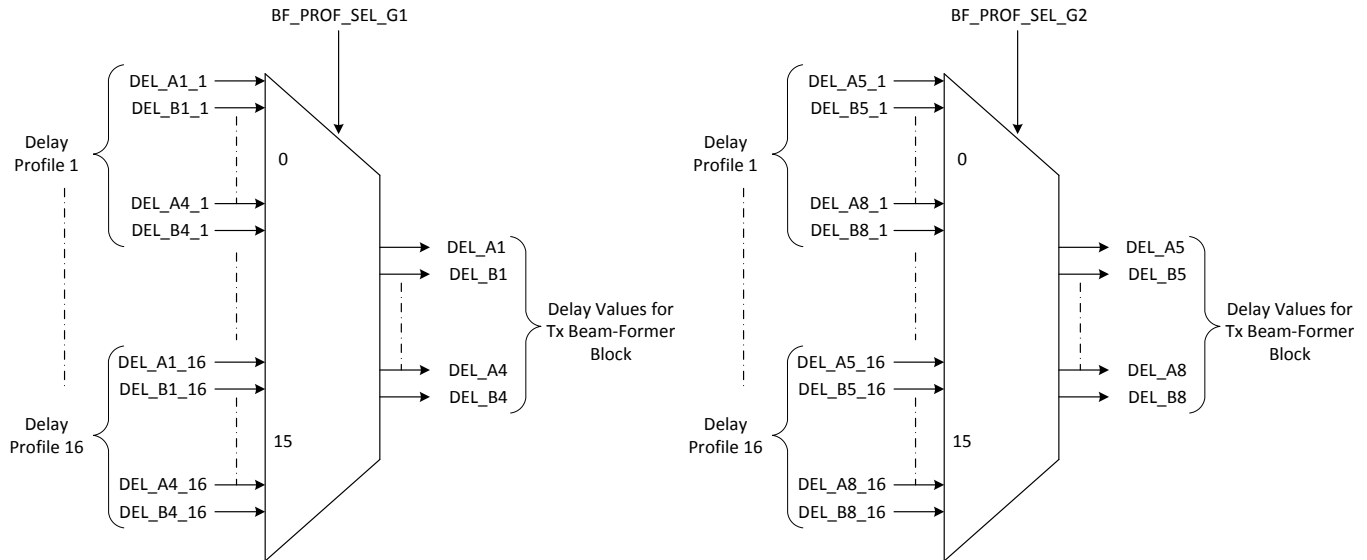 BF_PROF_SEL_G1
DEL_A1_1
DEL_B1_1
Delay
Profile 1
0
DEL_A4_1
DEL_B4_1
DEL_A1
DEL_B1
Delay Values for
Tx Beam-Former
Block
DEL_A1_16
DEL_B1_16
DEL_A4
DEL_B4
Delay
Profile 16
15
DEL_A4_16
DEL_B4_16
BF_PROF_SEL_G2
DEL_A5_1
DEL_B5_1
Delay
Profile 1
0
DEL_A8_1
DEL_B8_1
DEL_A5
DEL_B5
Delay Values for
Tx Beam-Former
Block
DEL_A5_16
DEL_B5_16
DEL_A8
DEL_B8
Delay
Profile 16
15
DEL_A8_16
DEL_B8_16